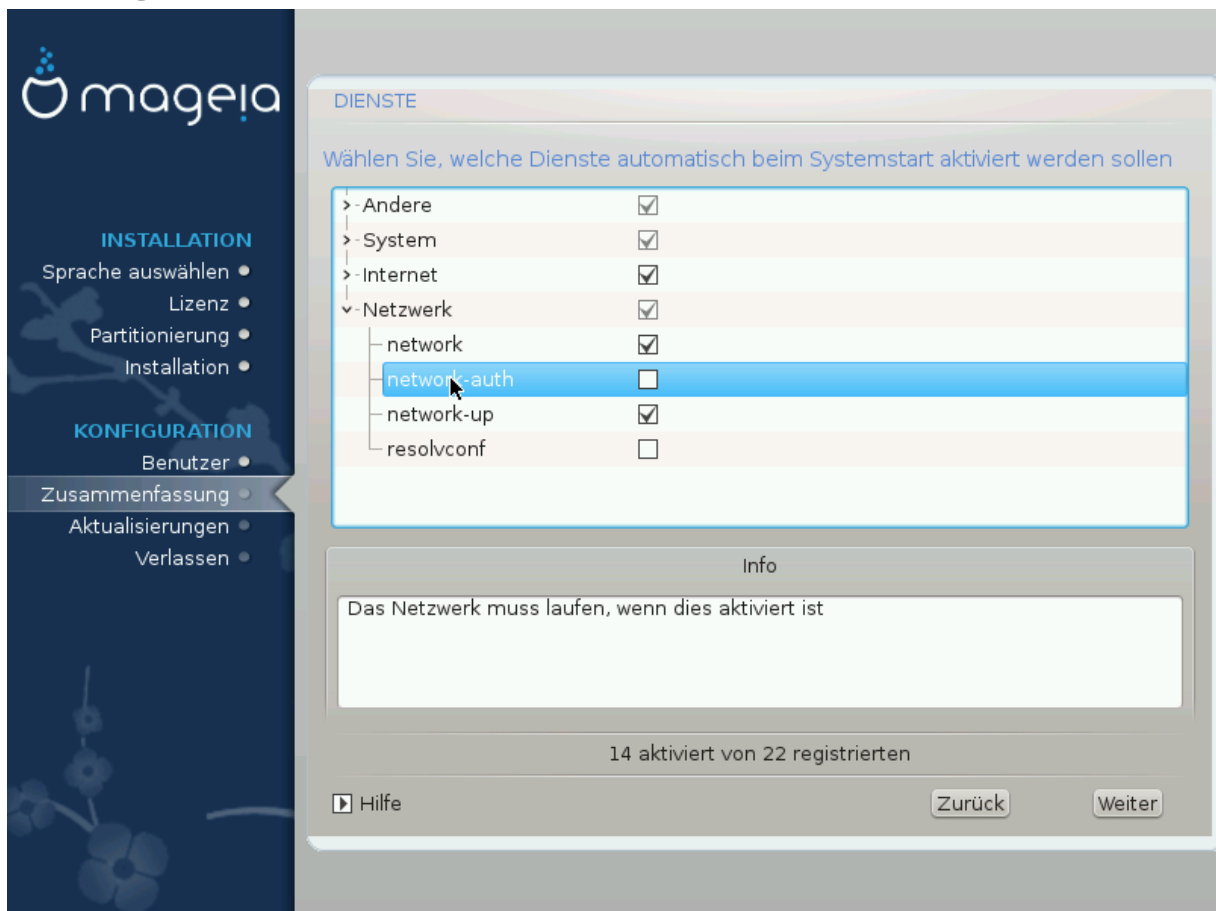 mageia
INSTALLATION
Sprache auswählen
Lizenz
Partitionierung
Installation
KONFIGURATION
Benutzer
Zusammenfassung
Aktualisierungen
Verlassen
DIENSTE
Wählen Sie, welche Dienste automatisch beim Systemstart aktiviert werden sollen
Andere
System
Internet
Netzwerk
network
network-auth
network-up
resolvconf
Info
Das Netzwerk muss laufen, wenn dies aktiviert ist
14 aktiviert von 22 registrierten
Hilfe
Zurück
Weiter